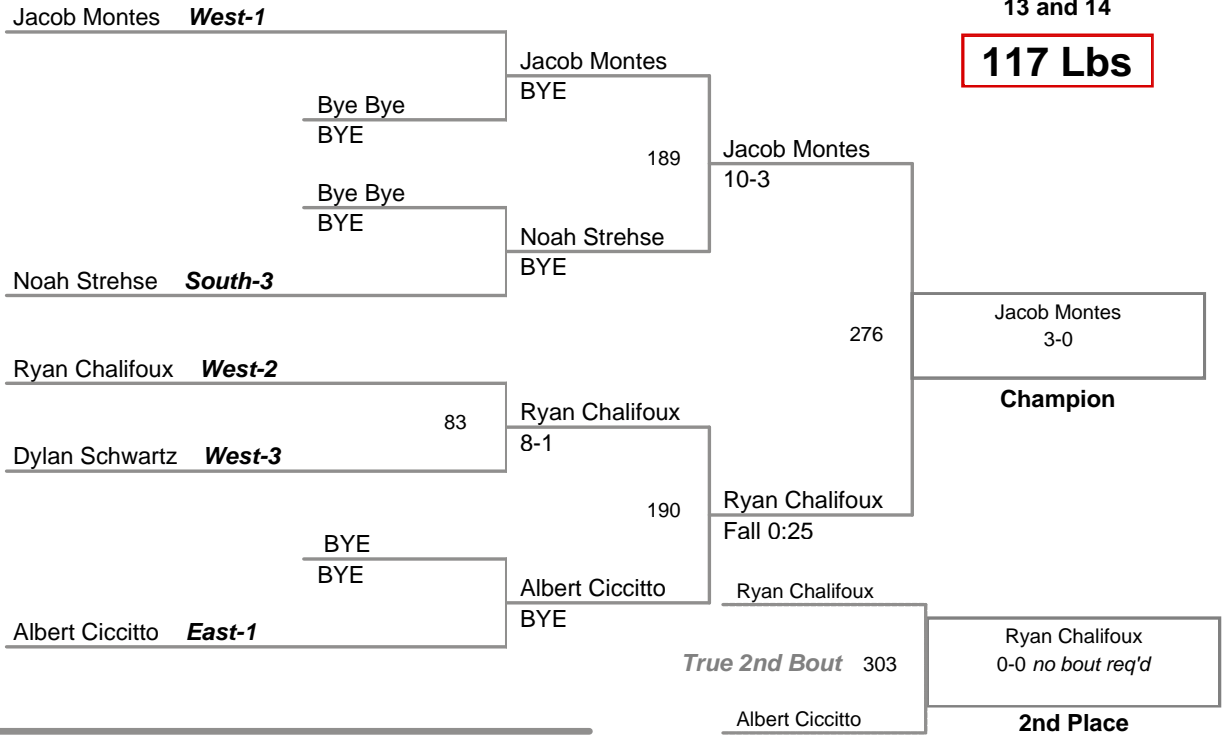 13 and 14
117 Lbs
Jacob Montes West-1
Jacob Montes
BYE
Bye Bye
BYE
189
Jacob Montes
10-3
Bye Bye
BYE
Noah Strehse
BYE
Noah Strehse South-3
276
Jacob Montes
3-0
Champion
Ryan Chalifoux West-2
83
Ryan Chalifoux
8-1
Dylan Schwartz West-3
190
Ryan Chalifoux
Fall 0:25
BYE
BYE
Albert Ciccitto
BYE
Albert Ciccitto East-1
Ryan Chalifoux
True 2nd Bout 303
Ryan Chalifoux
0-0 no bout req'd
Albert Ciccitto
2nd Place